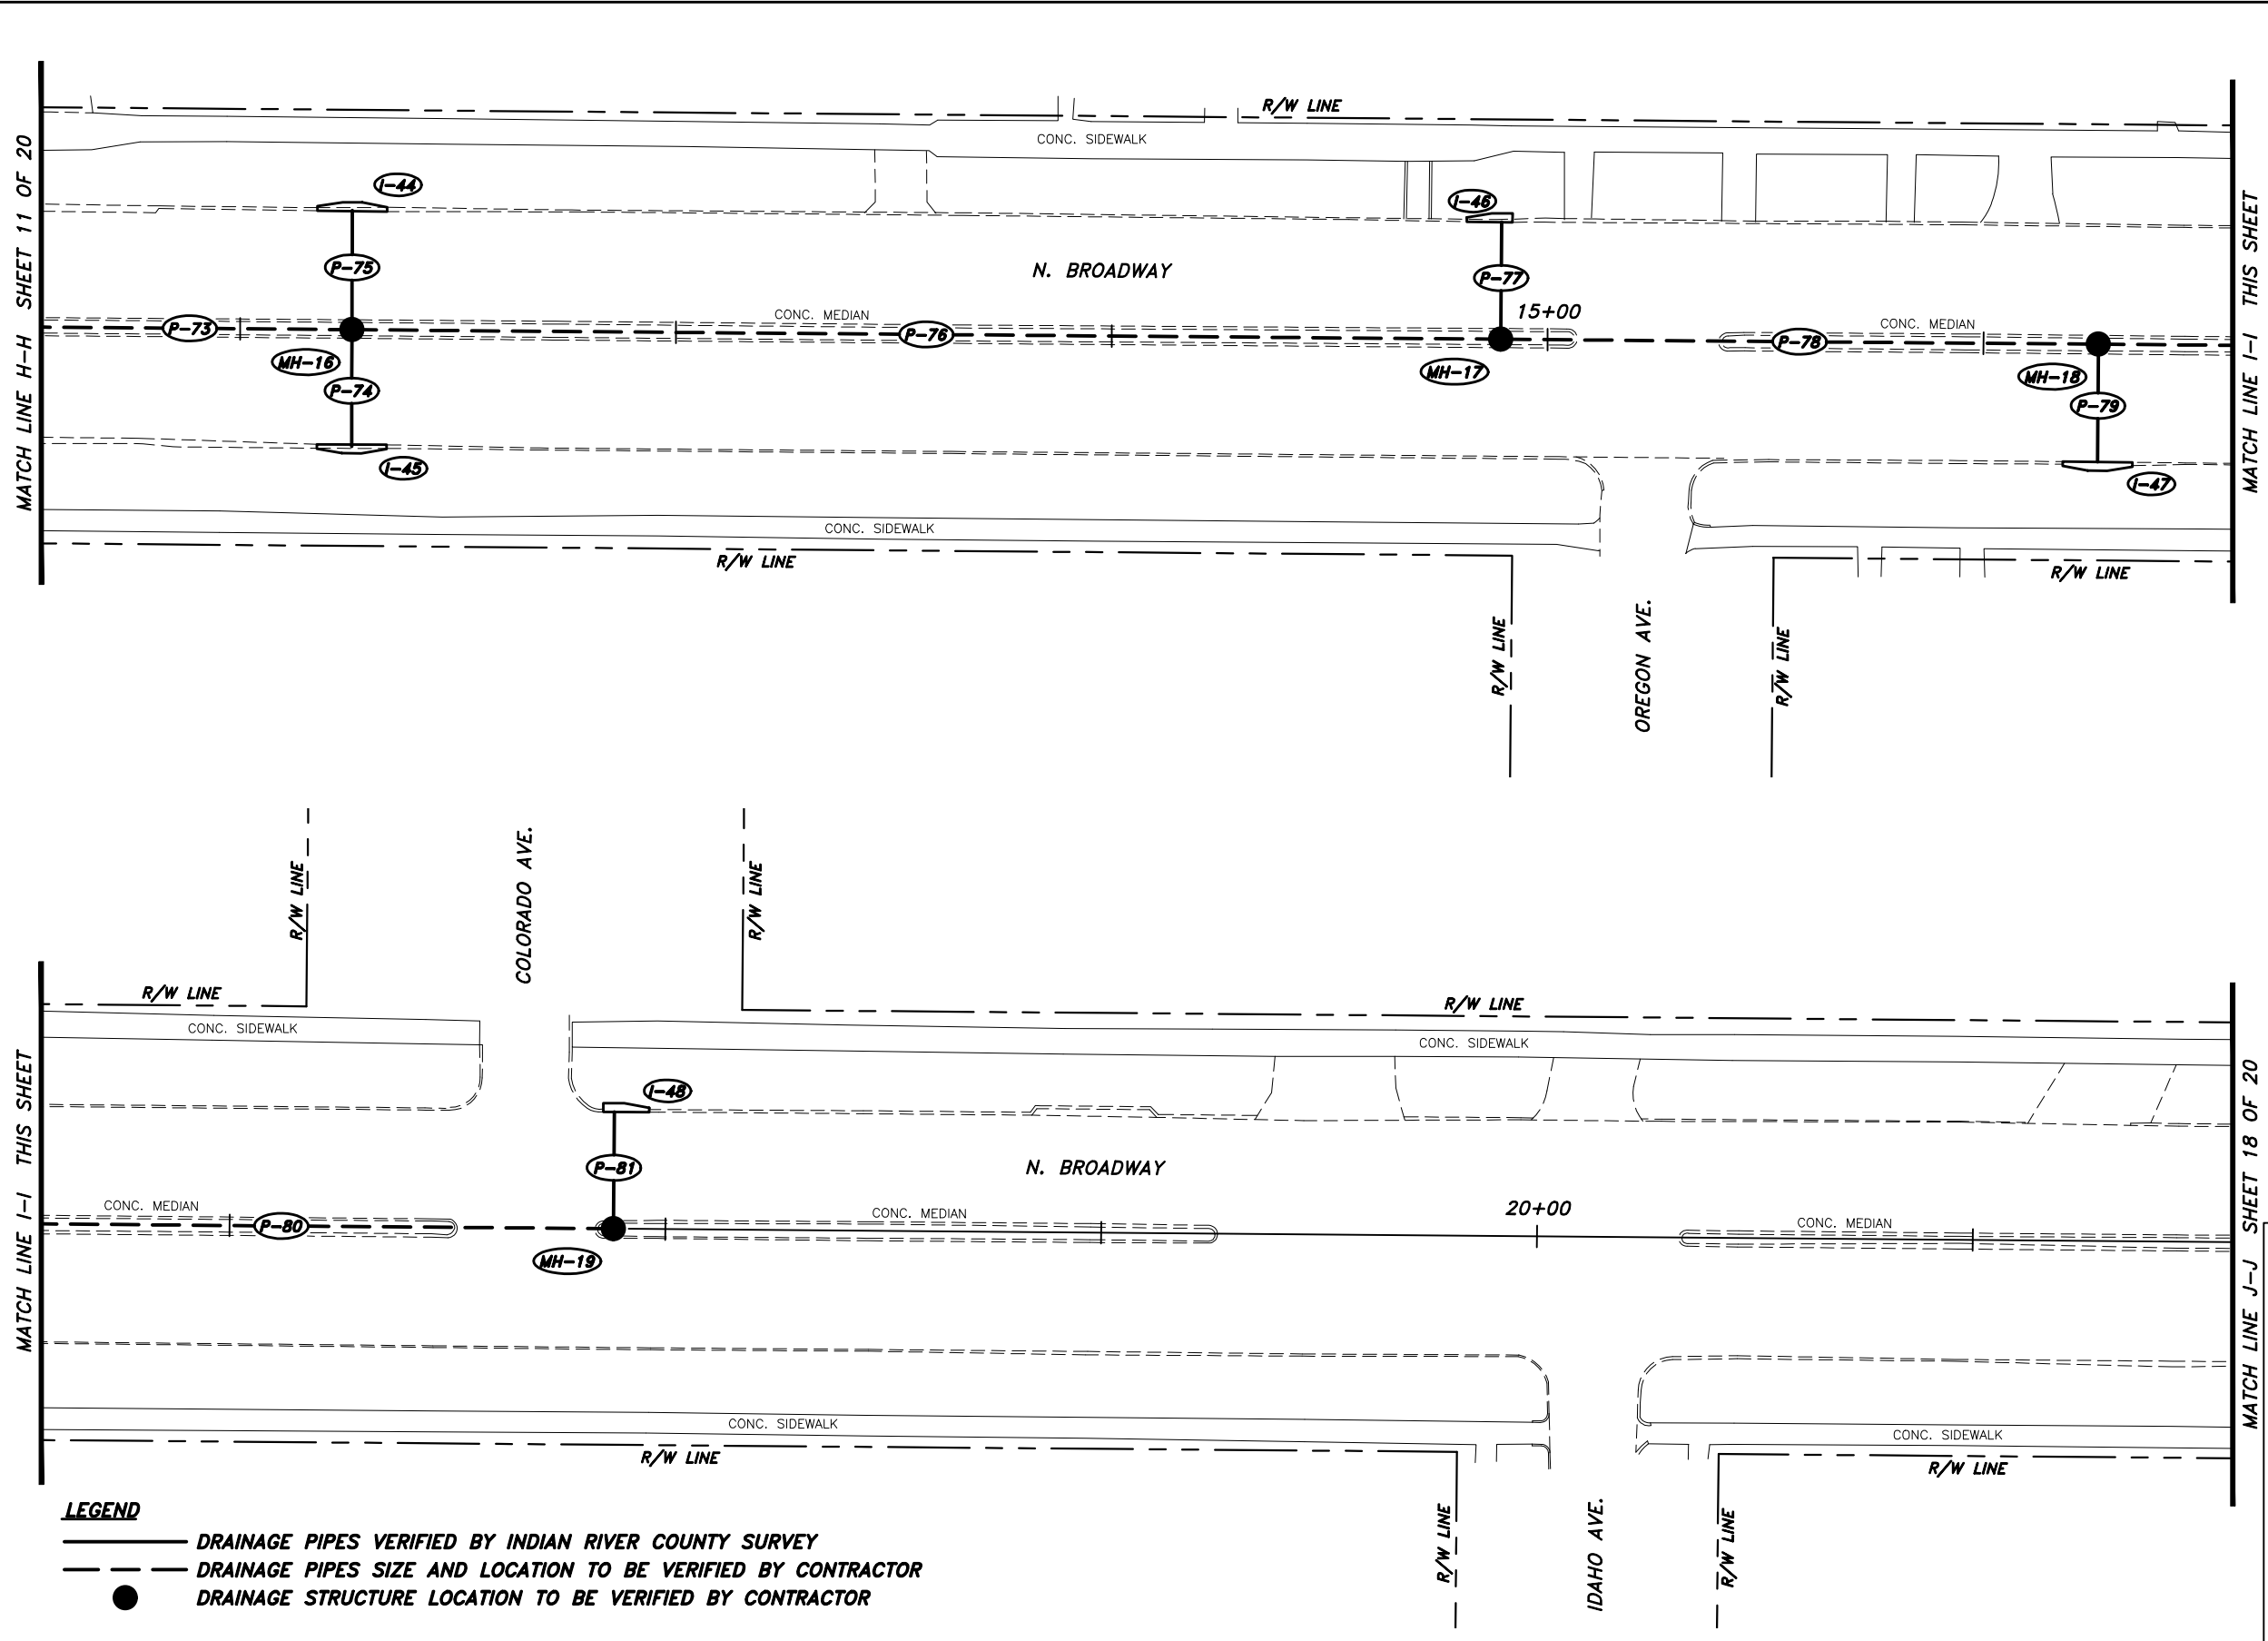 R/W LINE
CONC. SIDEWALK
MATCH LINE H-H SHEET 11 OF 20
I-44
I-46
P-75
N. BROADWAY
P-77
MATCH LINE I-I THIS SHEET
P-73
CONC. MEDIAN
P-76
15+00
CONC. MEDIAN
P-78
MH-16
MH-17
MH-18
P-74
P-79
I-45
I-47
CONC. SIDEWALK
R/W LINE
R/W LINE
R/W LINE
OREGON AVE.
R/W LINE
R/W LINE
COLORADO AVE.
R/W LINE
R/W LINE
R/W LINE
CONC. SIDEWALK
CONC. SIDEWALK
MATCH LINE I-I THIS SHEET
I-48
P-81
N. BROADWAY
MATCH LINE J-J SHEET 18 OF 20
CONC. MEDIAN
P-80
CONC. MEDIAN
20+00
CONC. MEDIAN
MH-19
CONC. SIDEWALK
CONC. SIDEWALK
R/W LINE
R/W LINE
R/W LINE
IDAHO AVE.
R/W LINE
LEGEND
DRAINAGE PIPES VERIFIED BY INDIAN RIVER COUNTY SURVEY
DRAINAGE PIPES SIZE AND LOCATION TO BE VERIFIED BY CONTRACTOR
DRAINAGE STRUCTURE LOCATION TO BE VERIFIED BY CONTRACTOR